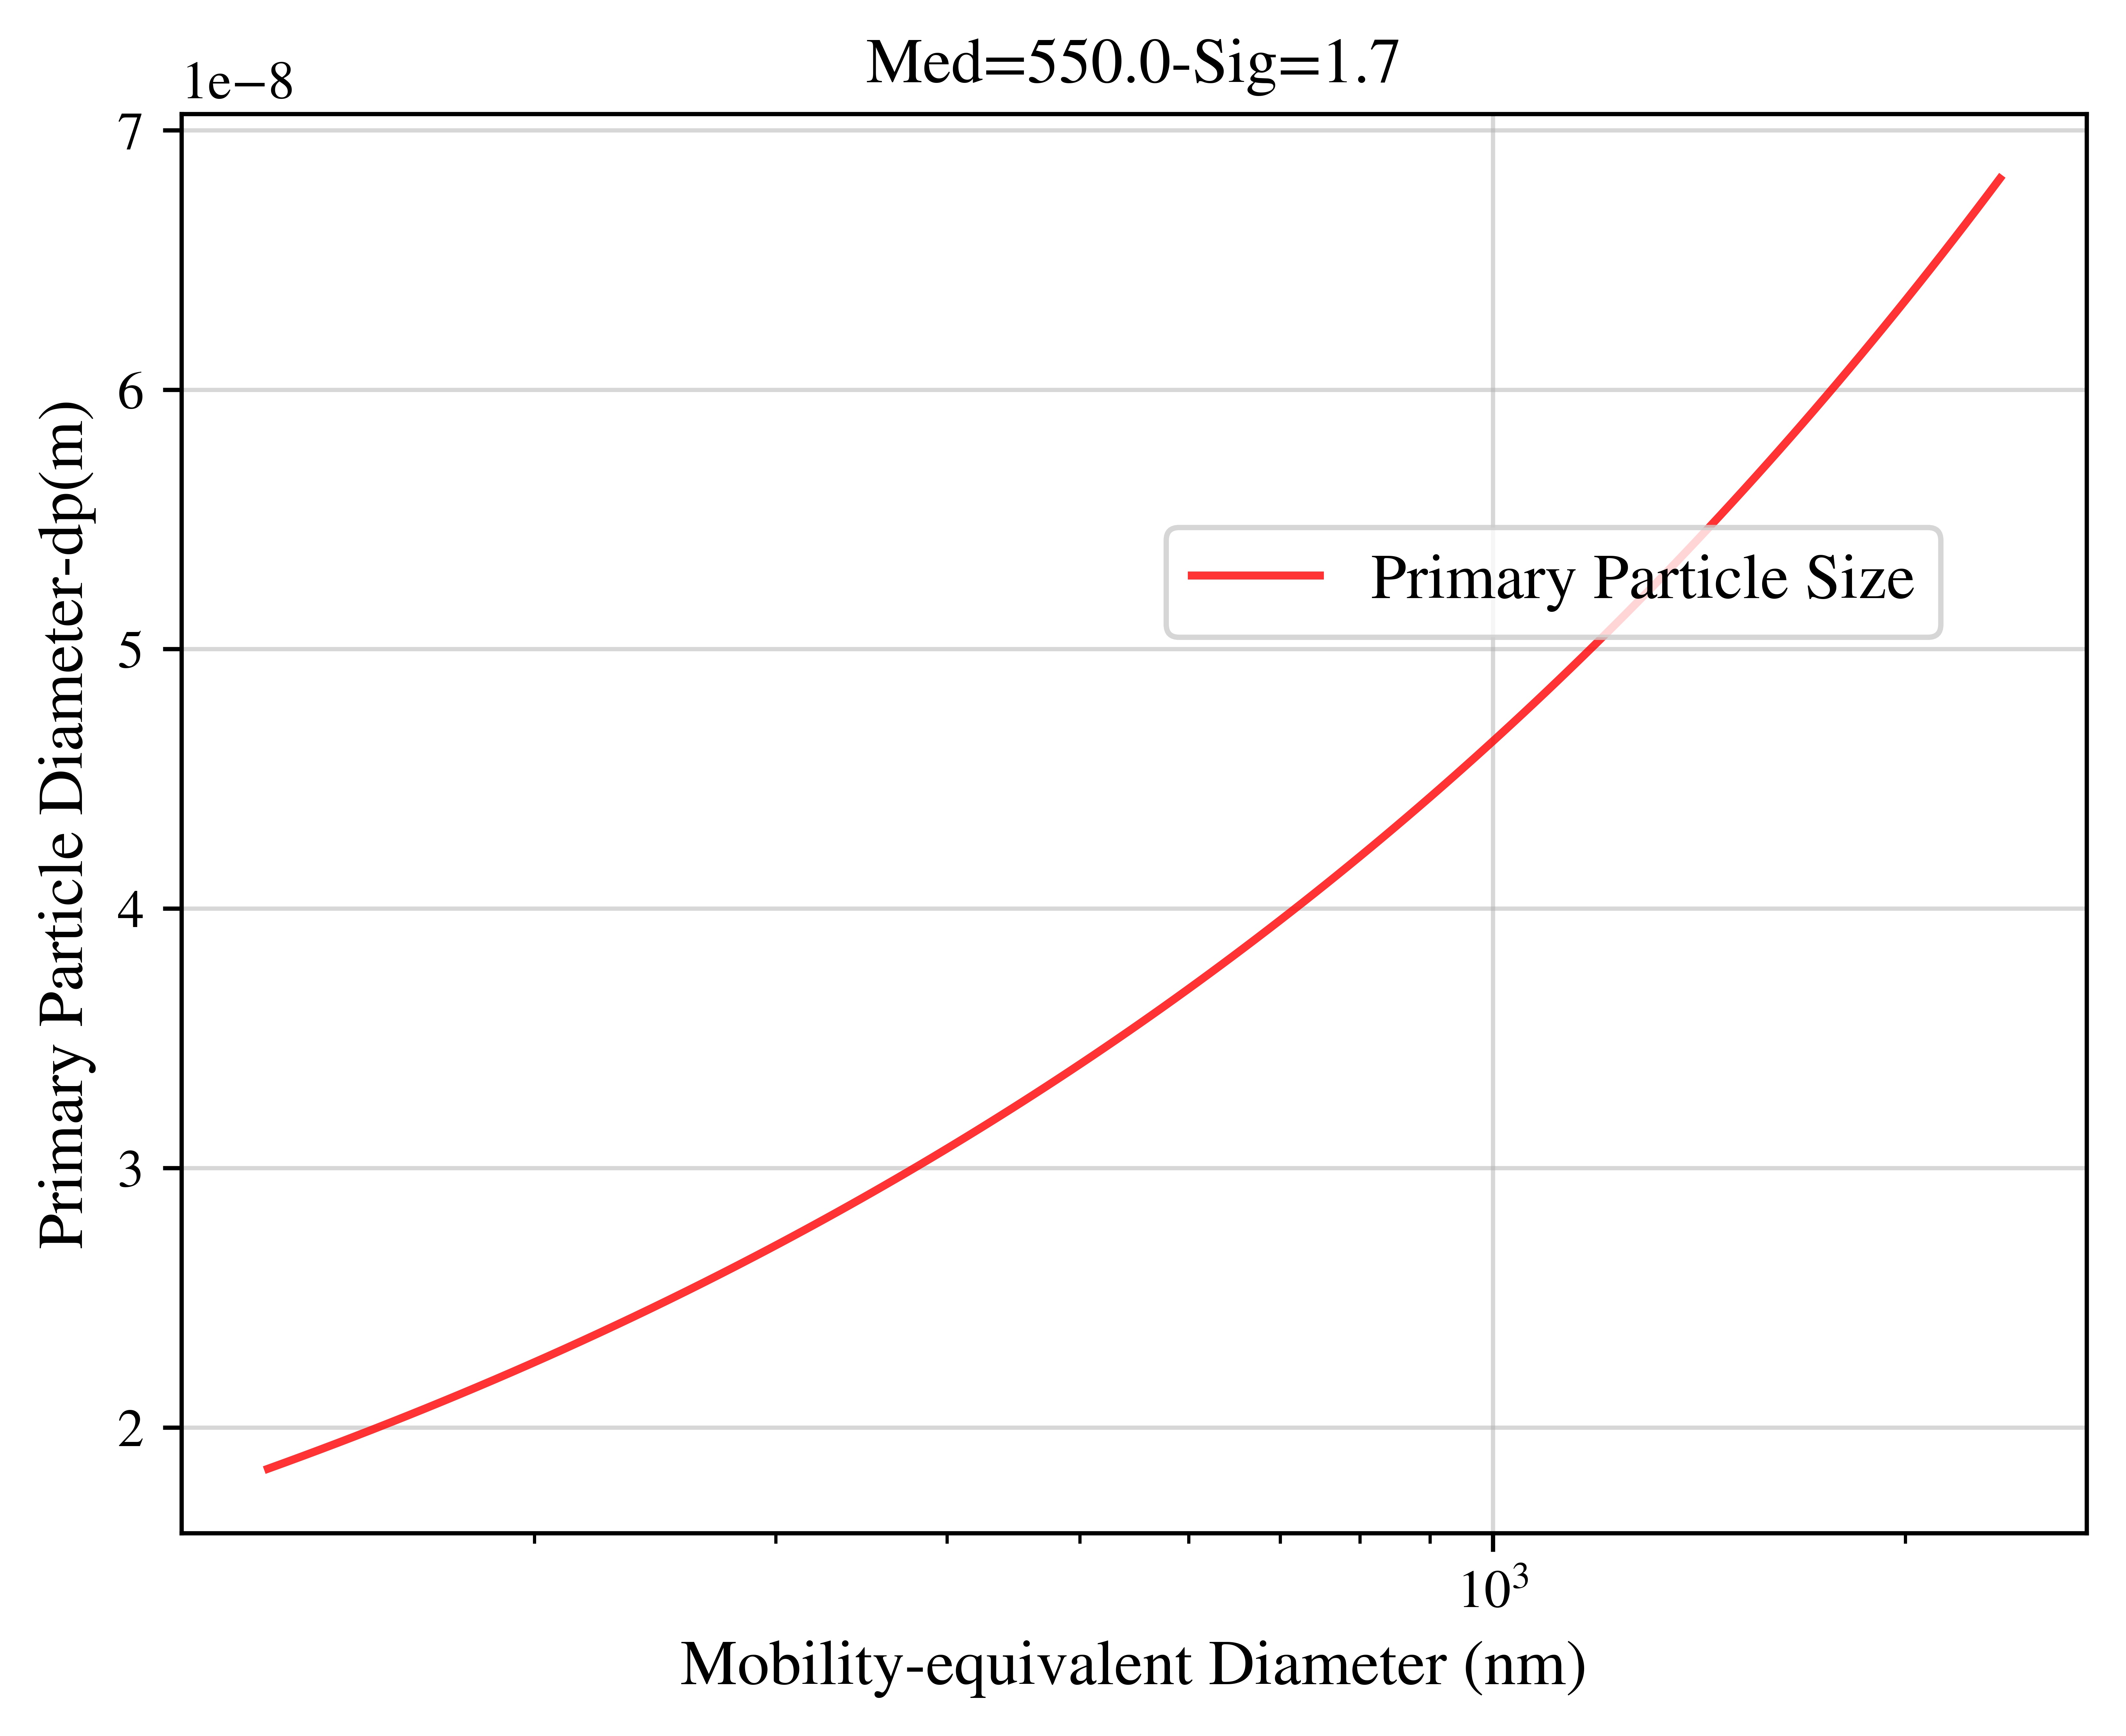 Med=550.0-Sig=1.7
1e−8
7
6
5
4
3
2
Primary Particle Diameter-dp(m)
Primary Particle Size
10³
Mobility-equivalent Diameter (nm)